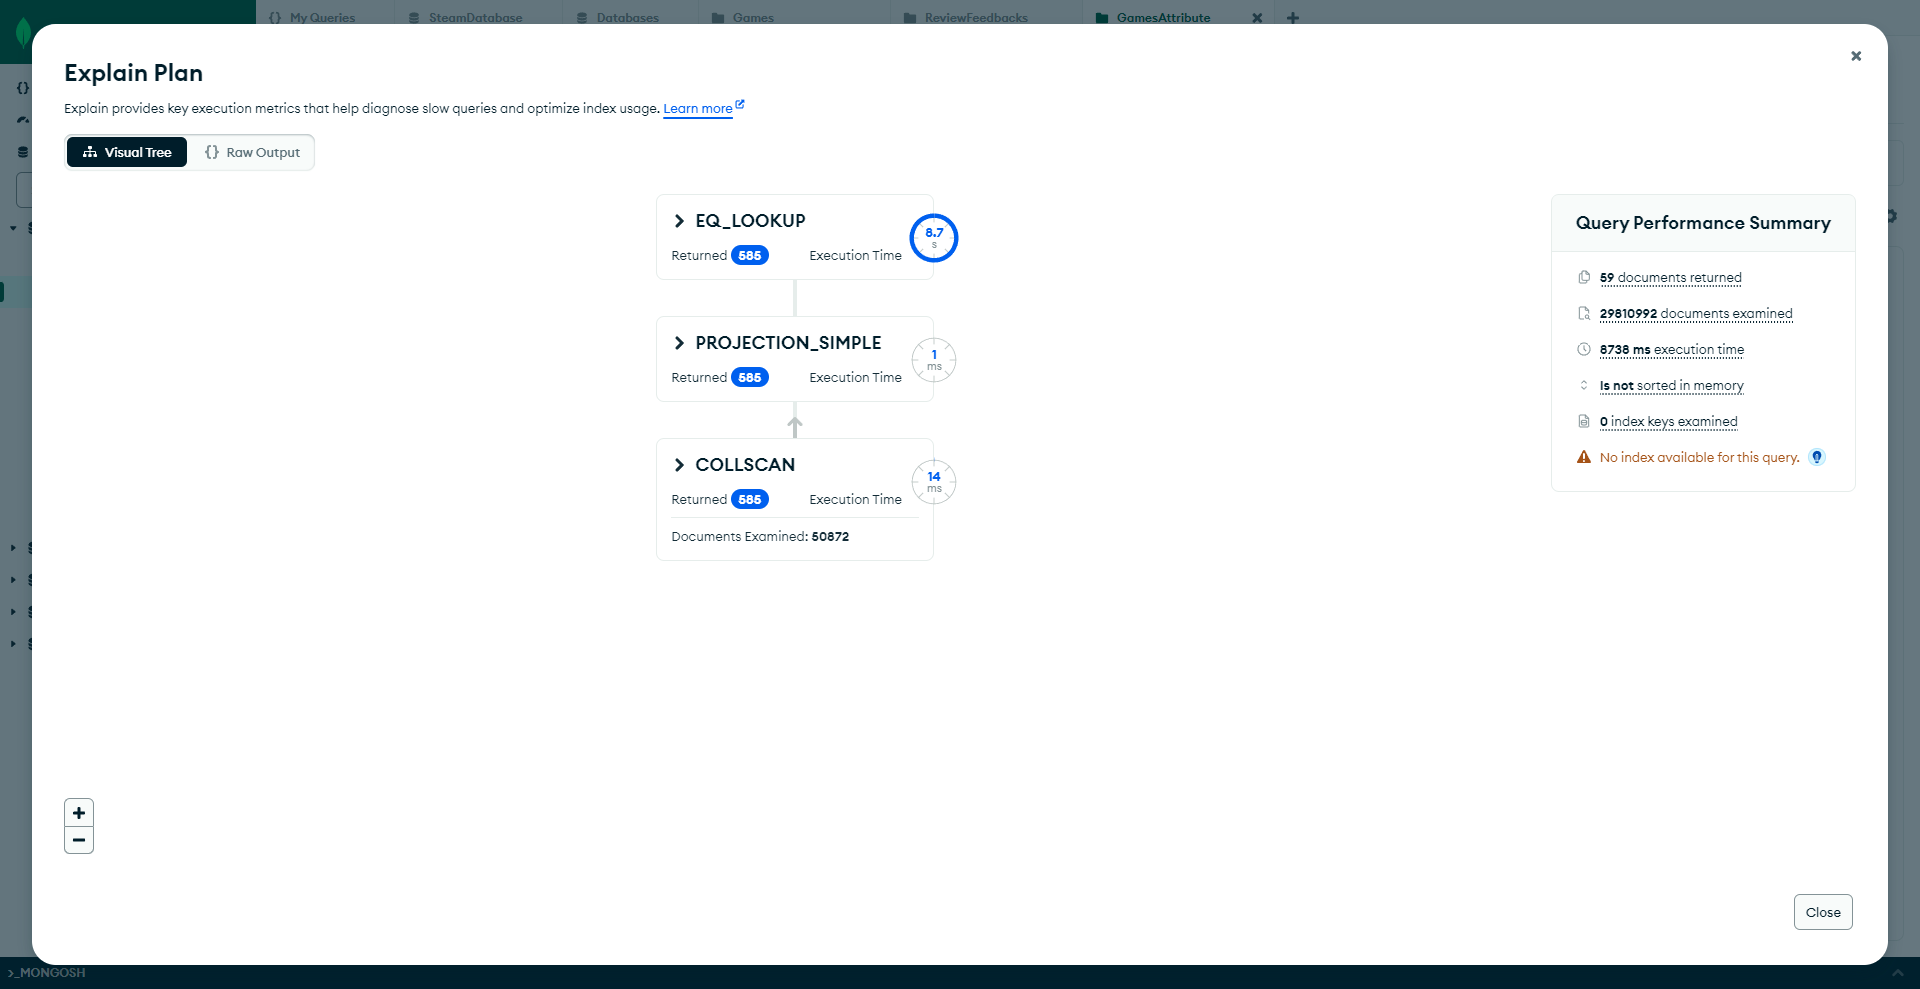 My Queries
SteamDatabase
Databases
Games
ReviewFeedbacks
GamesAttribute
Explain Plan
Explain provides key execution metrics that help diagnose slow queries and optimize index usage. Learn more
Visual Tree
{} Raw Output
EQ_LOOKUP
Returned 585 Execution Time
8.7
s
PROJECTION_SIMPLE
Returned 585 Execution Time
1
ms
COLLSCAN
Returned 585 Execution Time
14
ms
Documents Examined: 50872
Query Performance Summary
59 documents returned
29810992 documents examined
8738 ms execution time
Is not sorted in memory
0 index keys examined
No index available for this query.
Close
>_MONGOSH